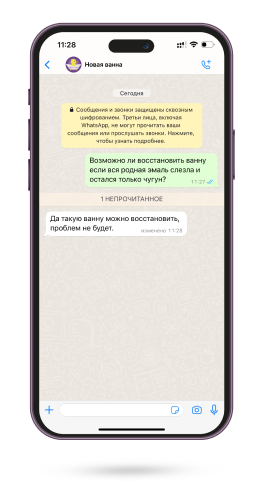 11:28
Новая ванна
Сегодня
Сообщения и звонки защищены сквозным
шифрованием. Третьи лица, включая
WhatsApp, не могут прочитать ваши
сообщения или прослушать звонки. Нажмите,
чтобы узнать подробнее.
Возможно ли восстановить ванну
если вся родная эмаль слезла и
остался только чугун?
11:27
1 НЕПРОЧИТАННОЕ
Да такую ванну можно восстановить,
проблем не будет.
изменено 11:28